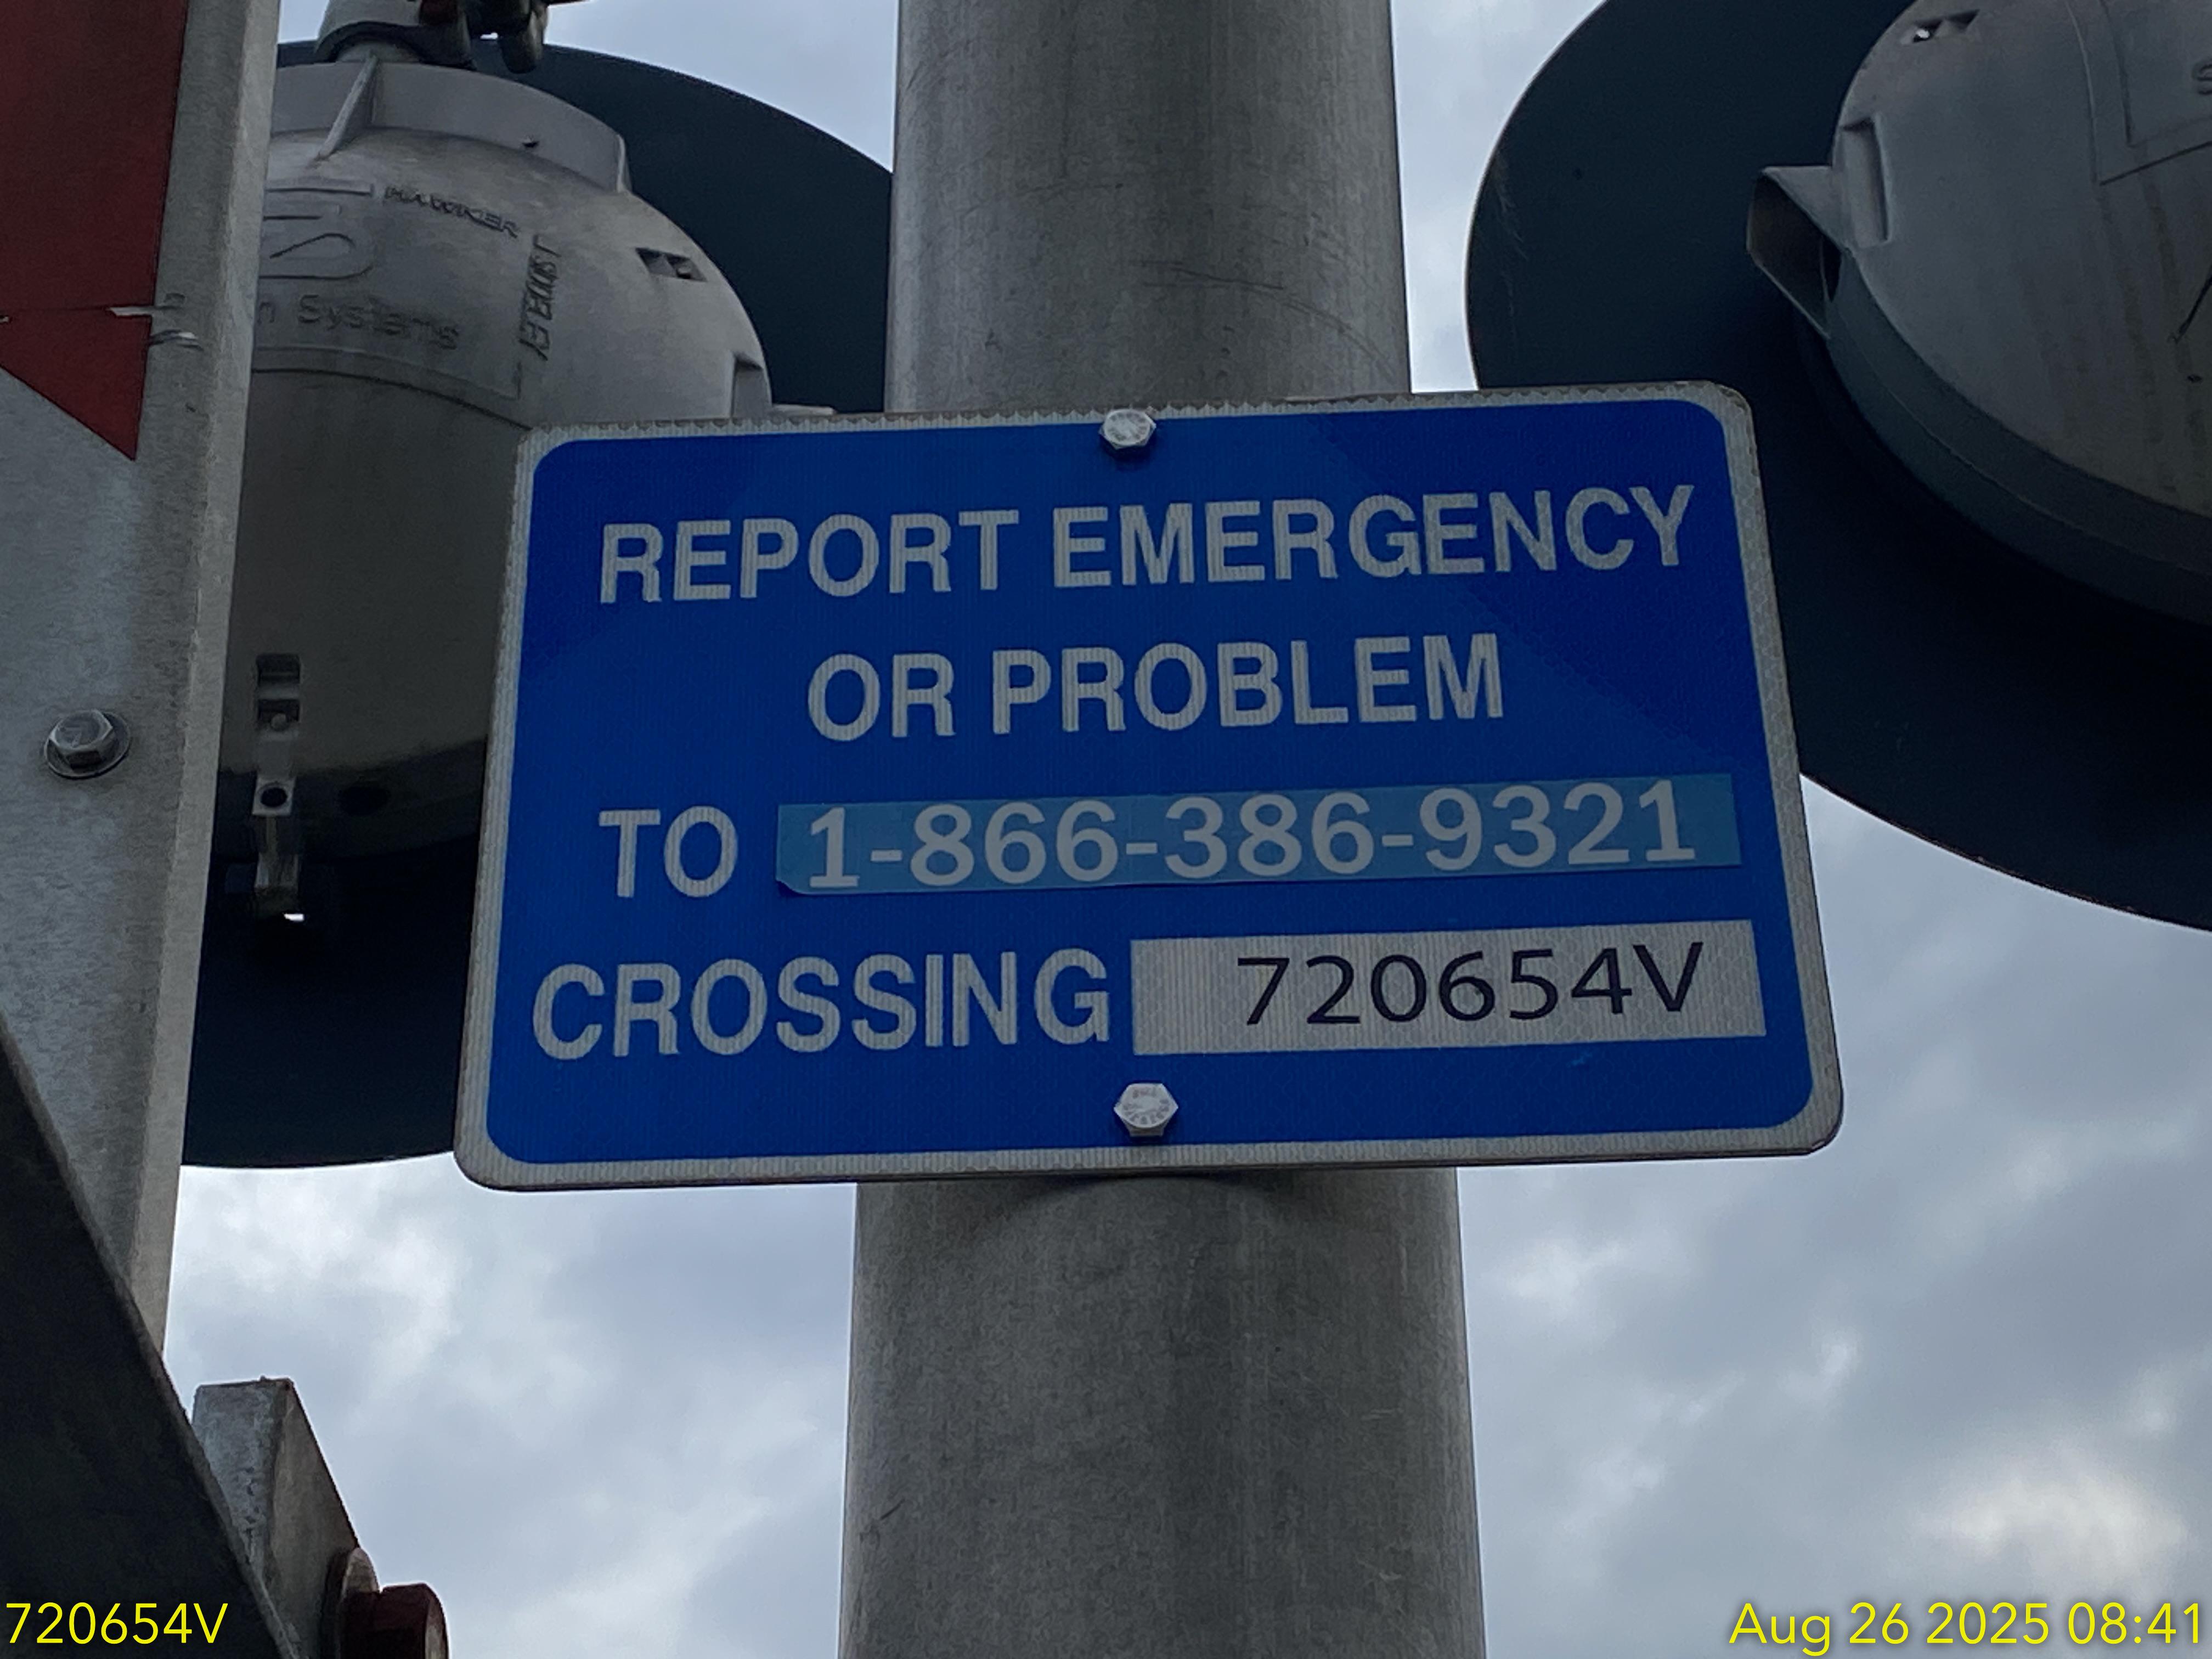 HAWKER
SIDDELEY
n Systems
REPORT EMERGENCY
OR PROBLEM
TO 1-866-386-9321
CROSSING 720654V
720654V
Aug 26 2025 08:41